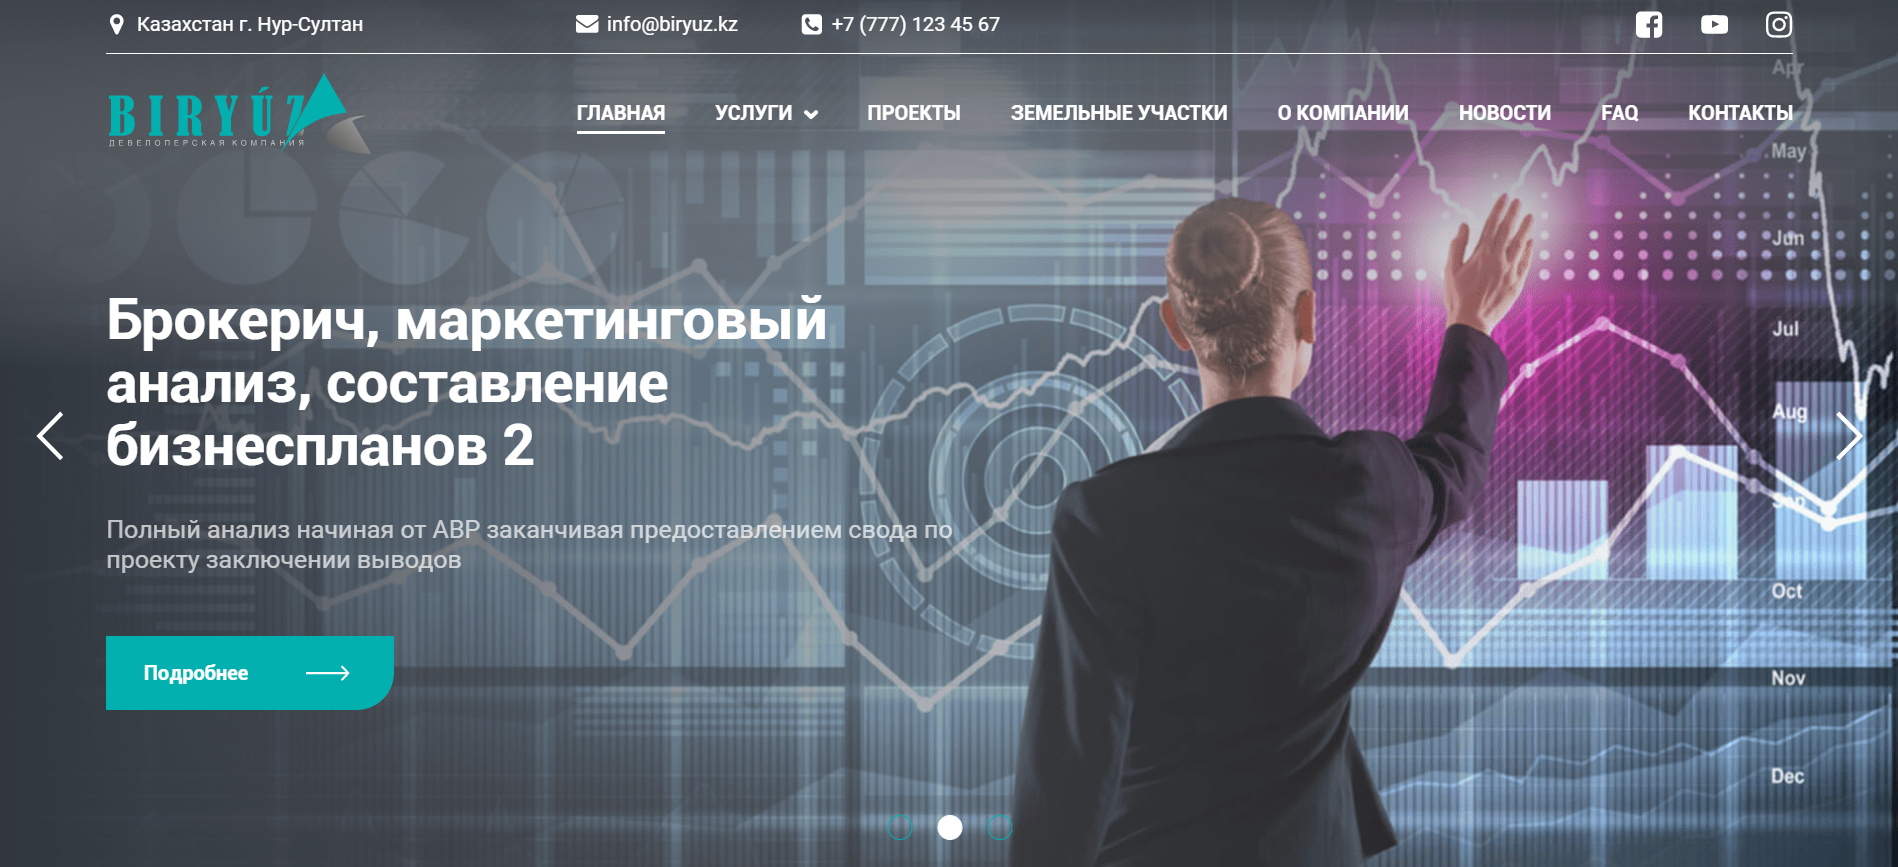 Казахстан г. Нур-Султан
info@biryuz.kz
+7 (777) 123 45 67
BIRYÚZ
ДЕВЕЛОПЕРСКАЯ КОМПАНИЯ
ГЛАВНАЯ
УСЛУГИ
ПРОЕКТЫ
ЗЕМЕЛЬНЫЕ УЧАСТКИ
О КОМПАНИИ
НОВОСТИ
FAQ
КОНТАКТЫ
Брокерич, маркетинговый
анализ, составление
бизнеспланов 2
Полный анализ начиная от АВР заканчивая предоставлением свода по
проекту заключении выводов
Подробнее
Apr
May
Jun
Jul
Aug
Sep
Oct
Nov
Dec